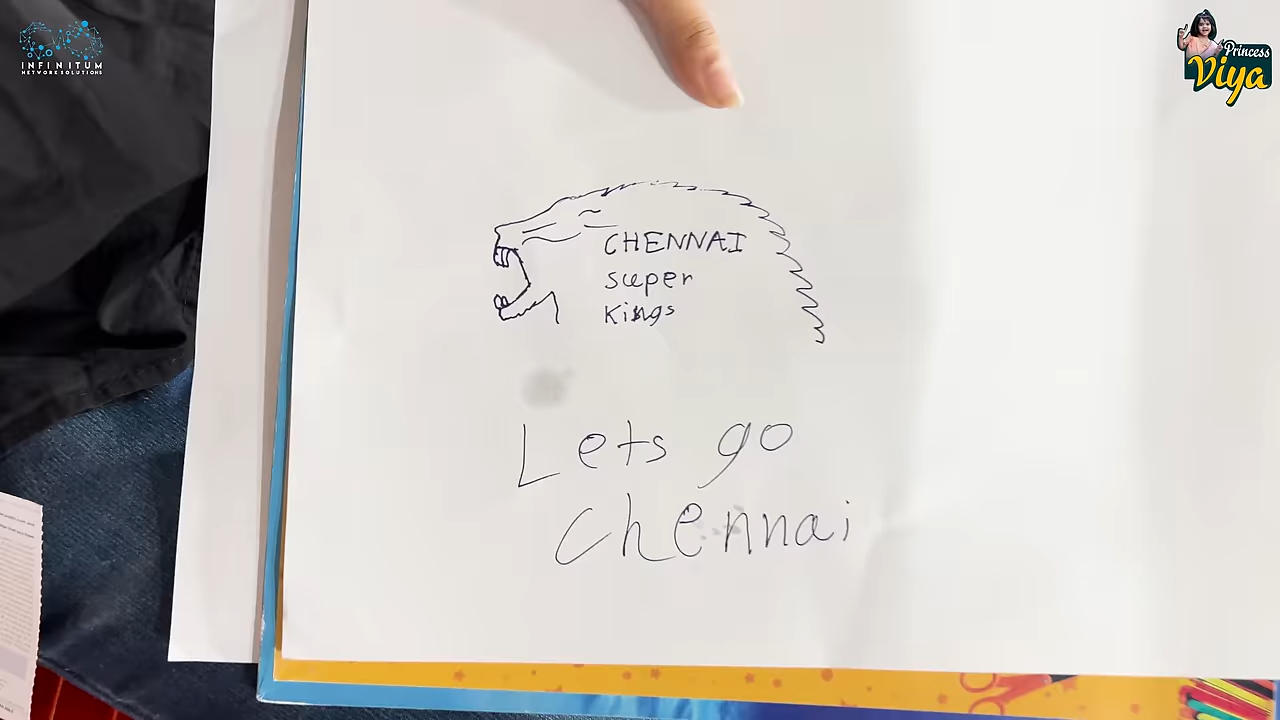 INFINITUM
NETWORK SOLUTIONS
Princess
Viya
CHENNAI
super
Kings
Lets go
Chennai